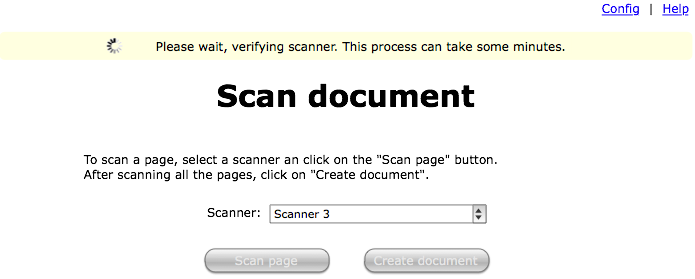 Config | Help
Please wait, verifying scanner. This process can take some minutes.
Scan document
To scan a page, select a scanner an click on the "Scan page" button.
After scanning all the pages, click on "Create document".
Scanner: Scanner 3
Scan page Create document